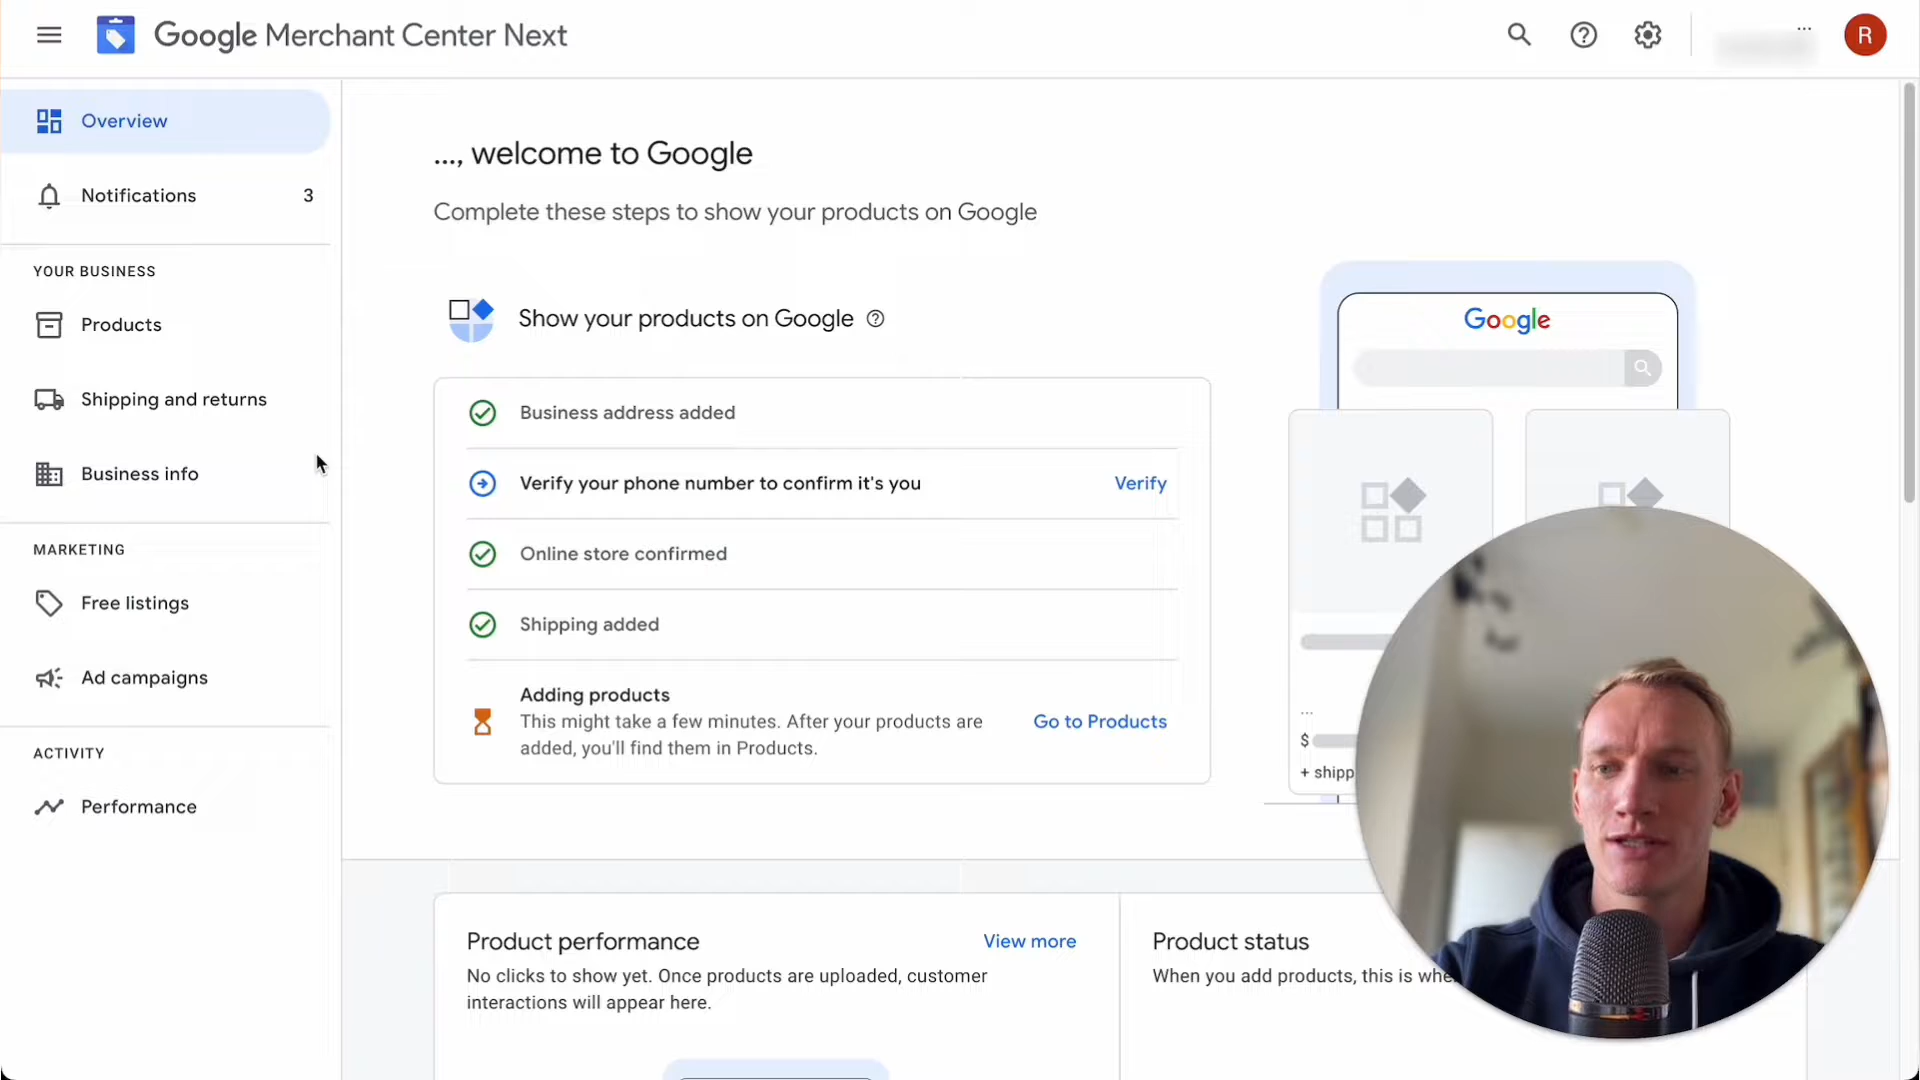 Google Merchant Center Next
...
R
Overview
Notifications 3
YOUR BUSINESS
Products
Shipping and returns
Business info
MARKETING
Free listings
Ad campaigns
ACTIVITY
Performance
..., welcome to Google
Complete these steps to show your products on Google
Show your products on Google
Business address added
Verify your phone number to confirm it's you Verify
Online store confirmed
Shipping added
Adding products
This might take a few minutes. After your products are
added, you'll find them in Products.
Go to Products
Google
...
$
+ shipp
Product performance View more
No clicks to show yet. Once products are uploaded, customer
interactions will appear here.
Product status
When you add products, this is whe